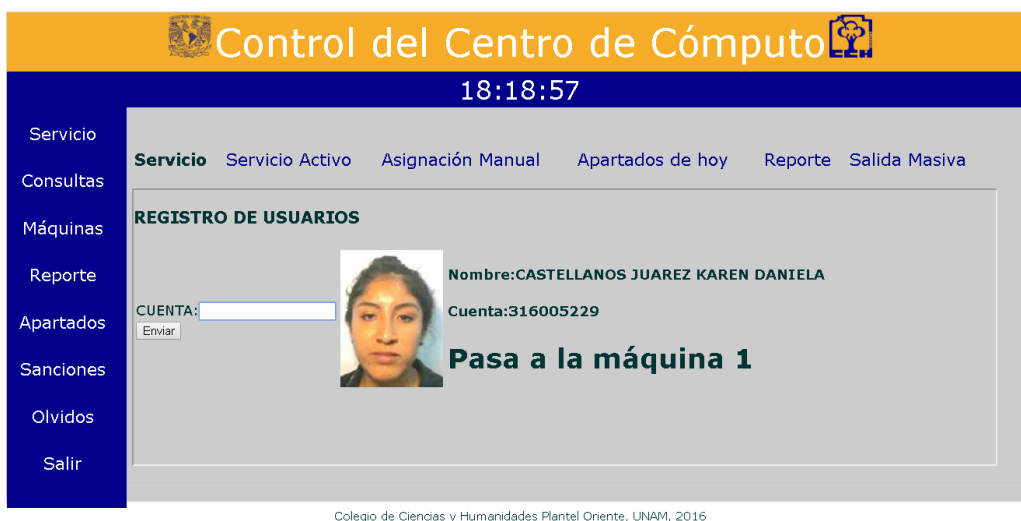 Control del Centro de Cómputo
CCH
18:18:57
Servicio
Consultas
Máquinas
Reporte
Apartados
Sanciones
Olvidos
Salir
Servicio Servicio Activo Asignación Manual Apartados de hoy Reporte Salida Masiva
REGISTRO DE USUARIOS
CUENTA:
Enviar
Nombre:CASTELLANOS JUAREZ KAREN DANIELA
Cuenta:316005229
Pasa a la máquina 1
Colegio de Ciencias y Humanidades Plantel Oriente, UNAM, 2016